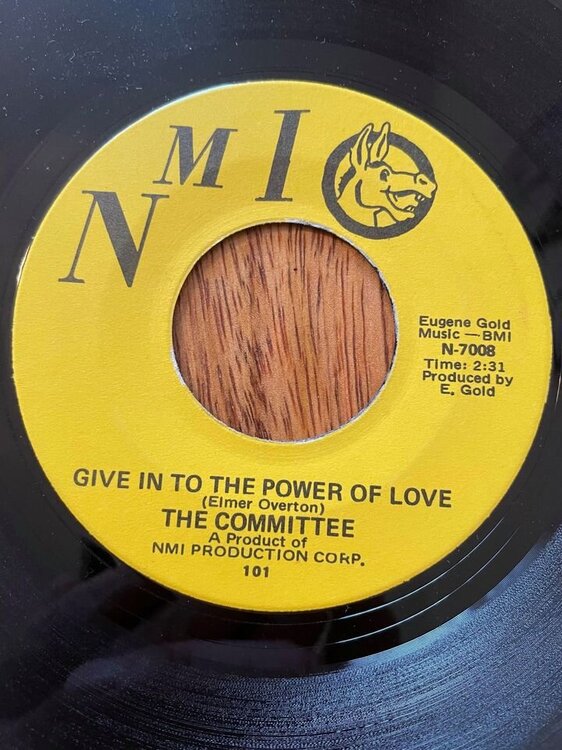 NMI
Eugene Gold
Music — BMI
N-7008
Time: 2:31
Produced by
E. Gold
GIVE IN TO THE POWER OF LOVE
(Elmer Overton)
THE COMMITTEE
A Product of
NMI PRODUCTION CORP.
101